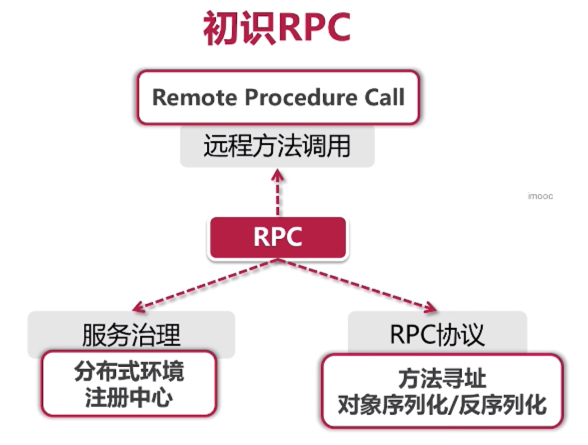 初识RPC
Remote Procedure Call
远程方法调用
imooc
RPC
服务治理
分布式环境
注册中心
RPC协议
方法寻址
对象序列化/反序列化